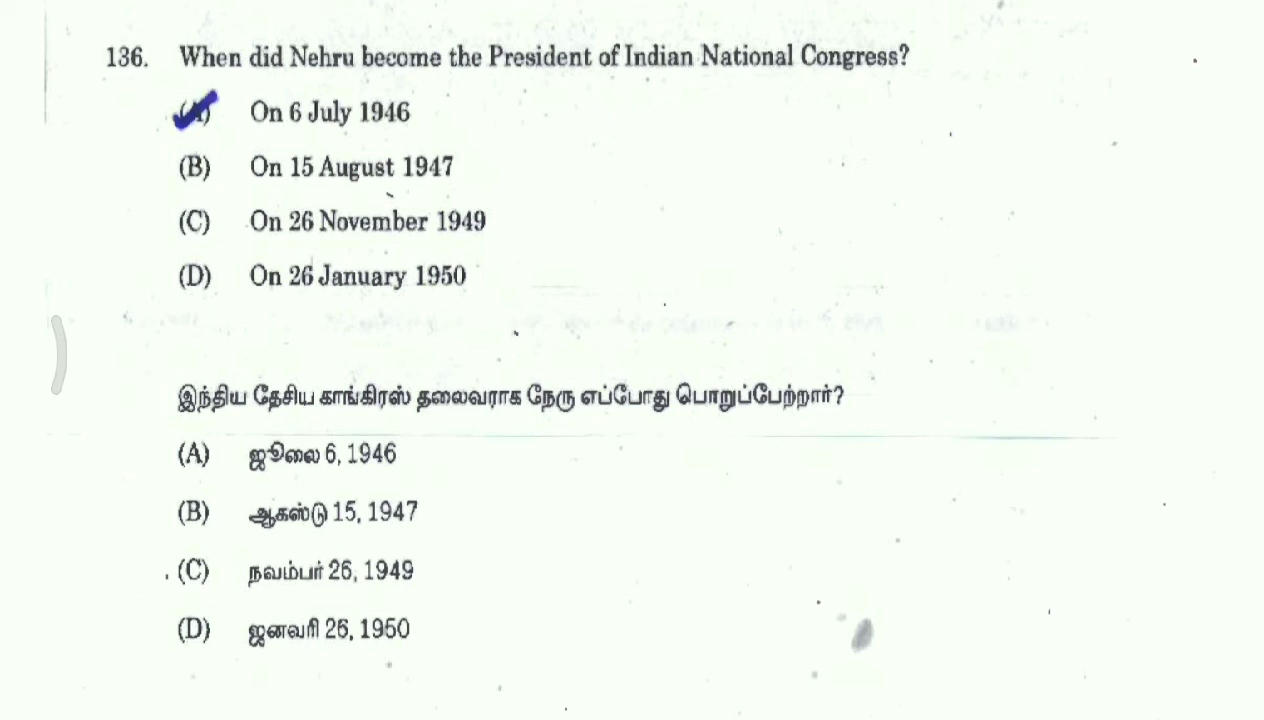 136. When did Nehru become the President of Indian National Congress?
(A) On 6 July 1946
(B) On 15 August 1947
(C) On 26 November 1949
(D) On 26 January 1950
இந்திய தேசிய காங்கிரஸ் தலைவராக நேரு எப்போது பொறுப்பேற்றார்?
(A) ஜூலை 6, 1946
(B) ஆகஸ்டு 15, 1947
(C) நவம்பர் 26, 1949
(D) ஜனவரி 26, 1950